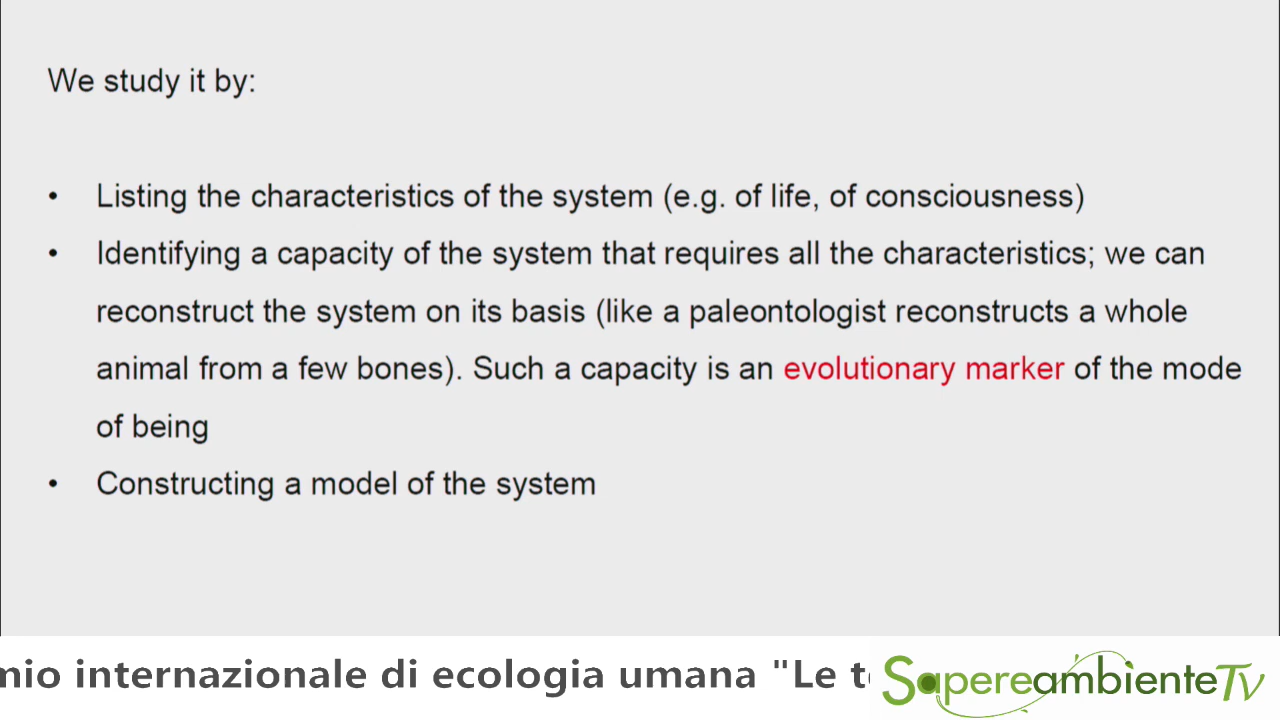 We study it by:
• Listing the characteristics of the system (e.g. of life, of consciousness)
• Identifying a capacity of the system that requires all the characteristics; we can
reconstruct the system on its basis (like a paleontologist reconstructs a whole
animal from a few bones). Such a capacity is an evolutionary marker of the mode
of being
• Constructing a model of the system
internazionale di ecologia umana "Le
SapereambienteTv